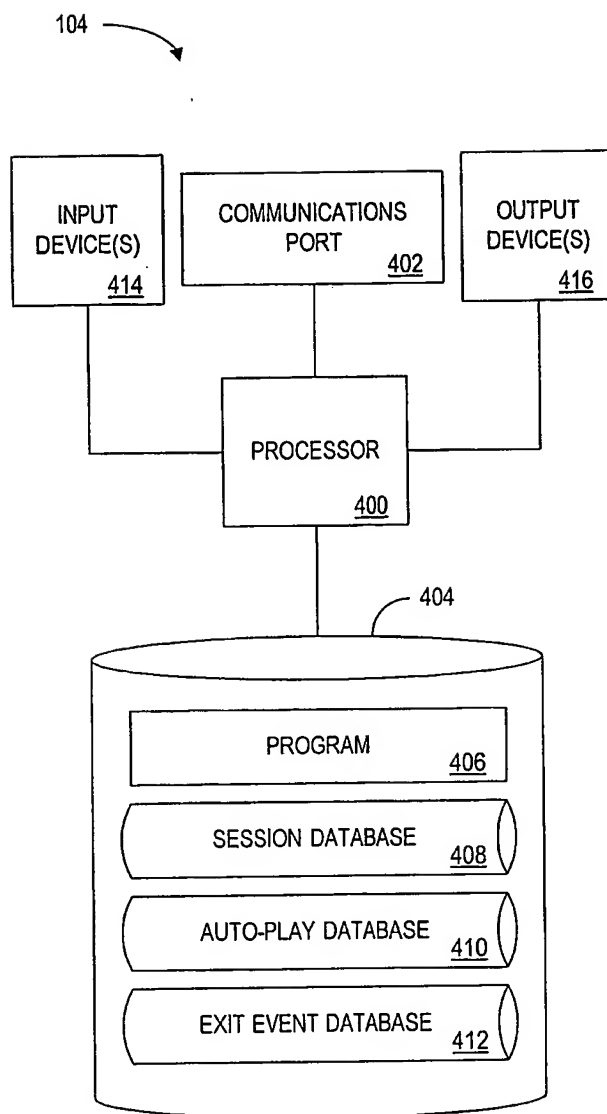 104
INPUT
DEVICE(S)
414
COMMUNICATIONS
PORT
402
OUTPUT
DEVICE(S)
416
PROCESSOR
400
404
PROGRAM
406
SESSION DATABASE
408
AUTO-PLAY DATABASE
410
EXIT EVENT DATABASE
412